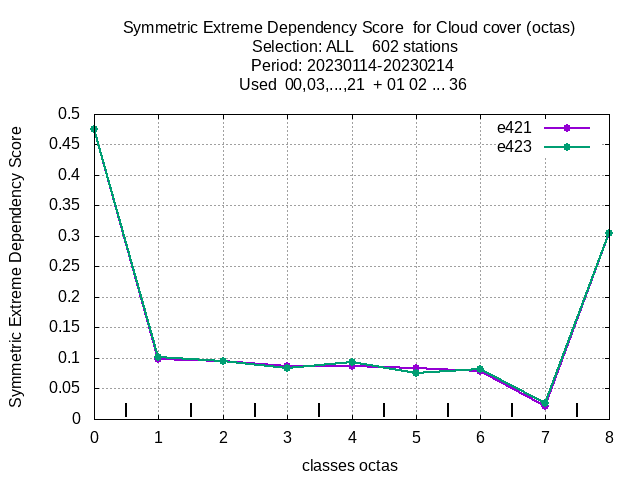 Symmetric Extreme Dependency Score  for Cloud cover (octas)
Selection: ALL    602 stations
Period: 20230114-20230214
Used  00,03,...,21  + 01 02 ... 36
e421
e423
Symmetric Extreme Dependency Score
0.5
0.45
0.4
0.35
0.3
0.25
0.2
0.15
0.1
0.05
0
0 1 2 3 4 5 6 7 8
classes octas